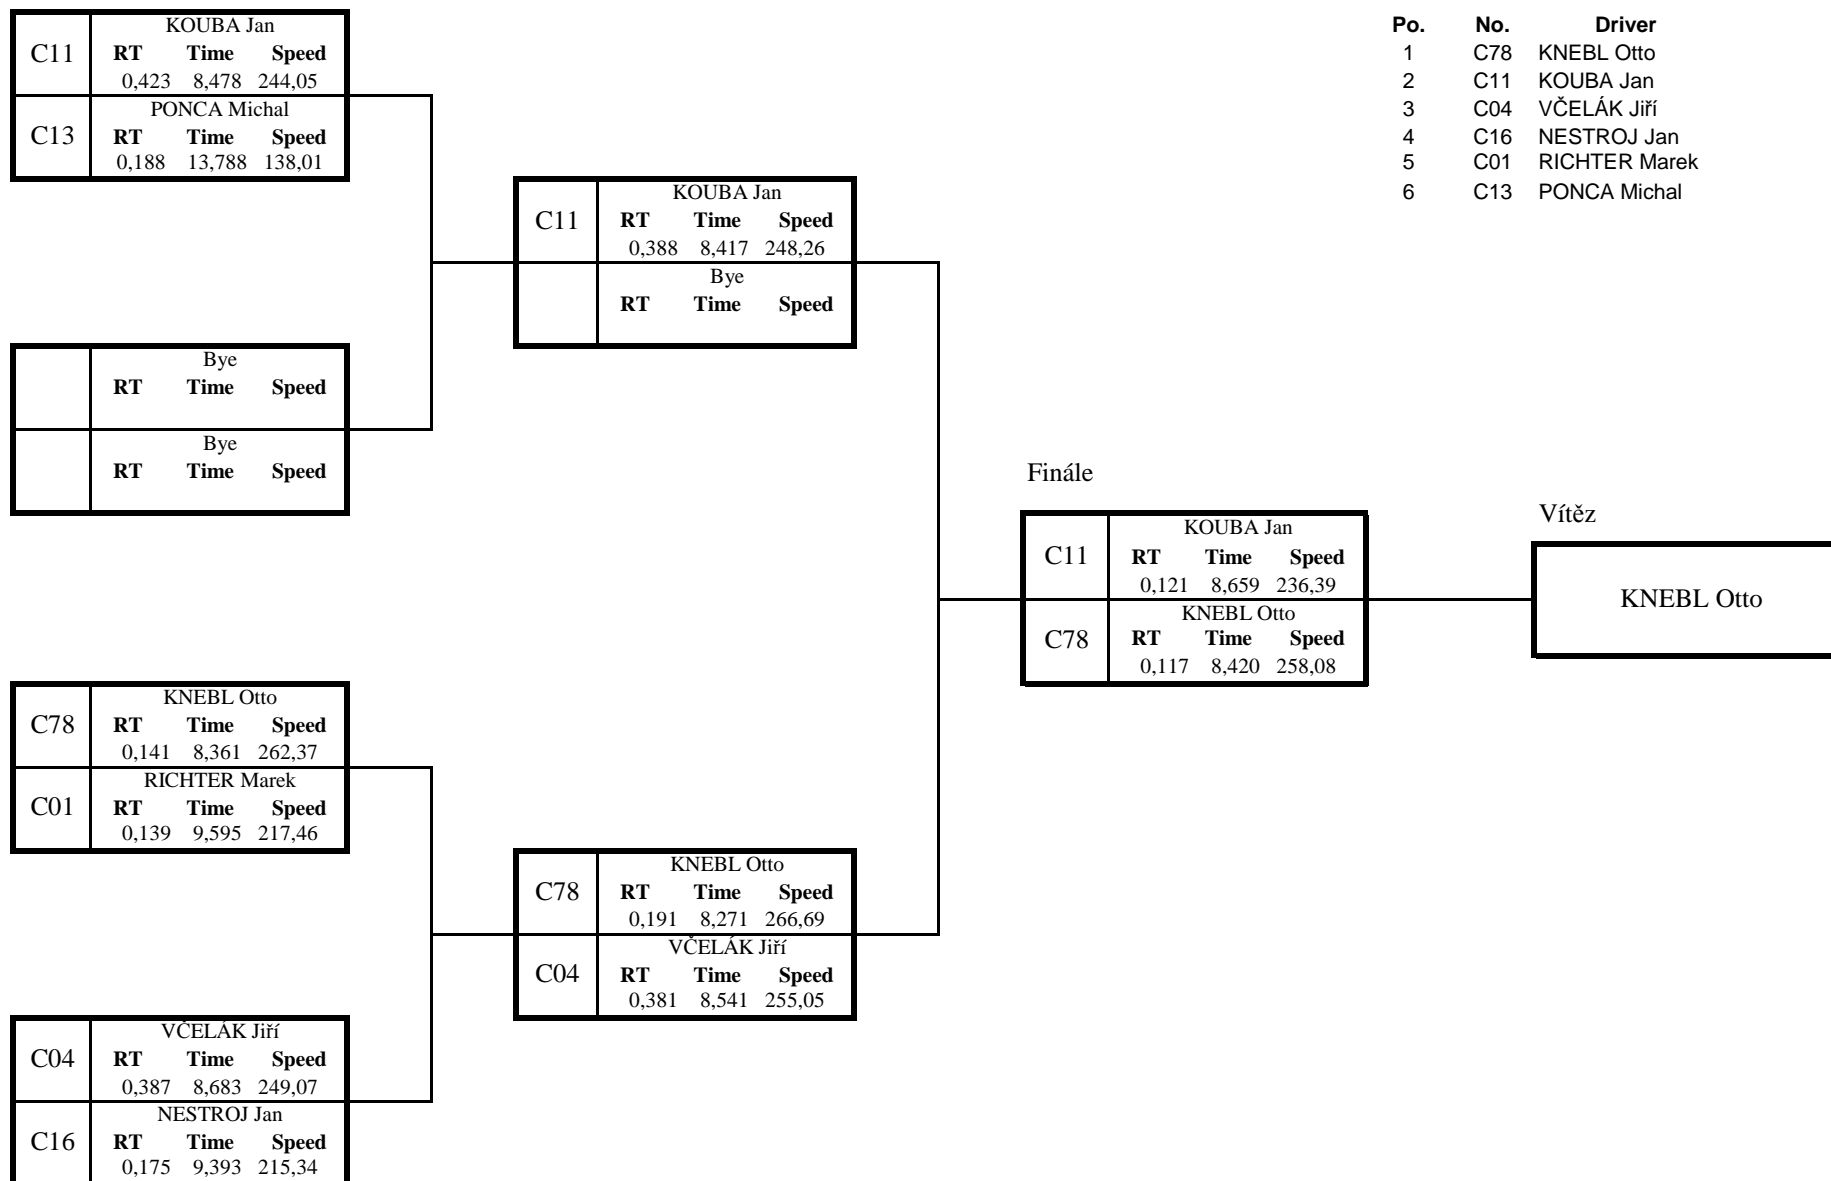 KOUBA Jan
C11 RT Time Speed
0,423 8,478 244,05
PONCA Michal
C13 RT Time Speed
0,188 13,788 138,01
Bye
RT Time Speed
Bye
RT Time Speed
KNEBL Otto
C78 RT Time Speed
0,141 8,361 262,37
RICHTER Marek
C01 RT Time Speed
0,139 9,595 217,46
VČELÁK Jiří
C04 RT Time Speed
0,387 8,683 249,07
NESTROJ Jan
C16 RT Time Speed
0,175 9,393 215,34
KOUBA Jan
C11 RT Time Speed
0,388 8,417 248,26
Bye
RT Time Speed
KNEBL Otto
C78 RT Time Speed
0,191 8,271 266,69
VČELÁK Jiří
C04 RT Time Speed
0,381 8,541 255,05
Finále
KOUBA Jan
C11 RT Time Speed
0,121 8,659 236,39
KNEBL Otto
C78 RT Time Speed
0,117 8,420 258,08
Vítěz
KNEBL Otto
Po. No. Driver
1 C78 KNEBL Otto
2 C11 KOUBA Jan
3 C04 VČELÁK Jiří
4 C16 NESTROJ Jan
5 C01 RICHTER Marek
6 C13 PONCA Michal